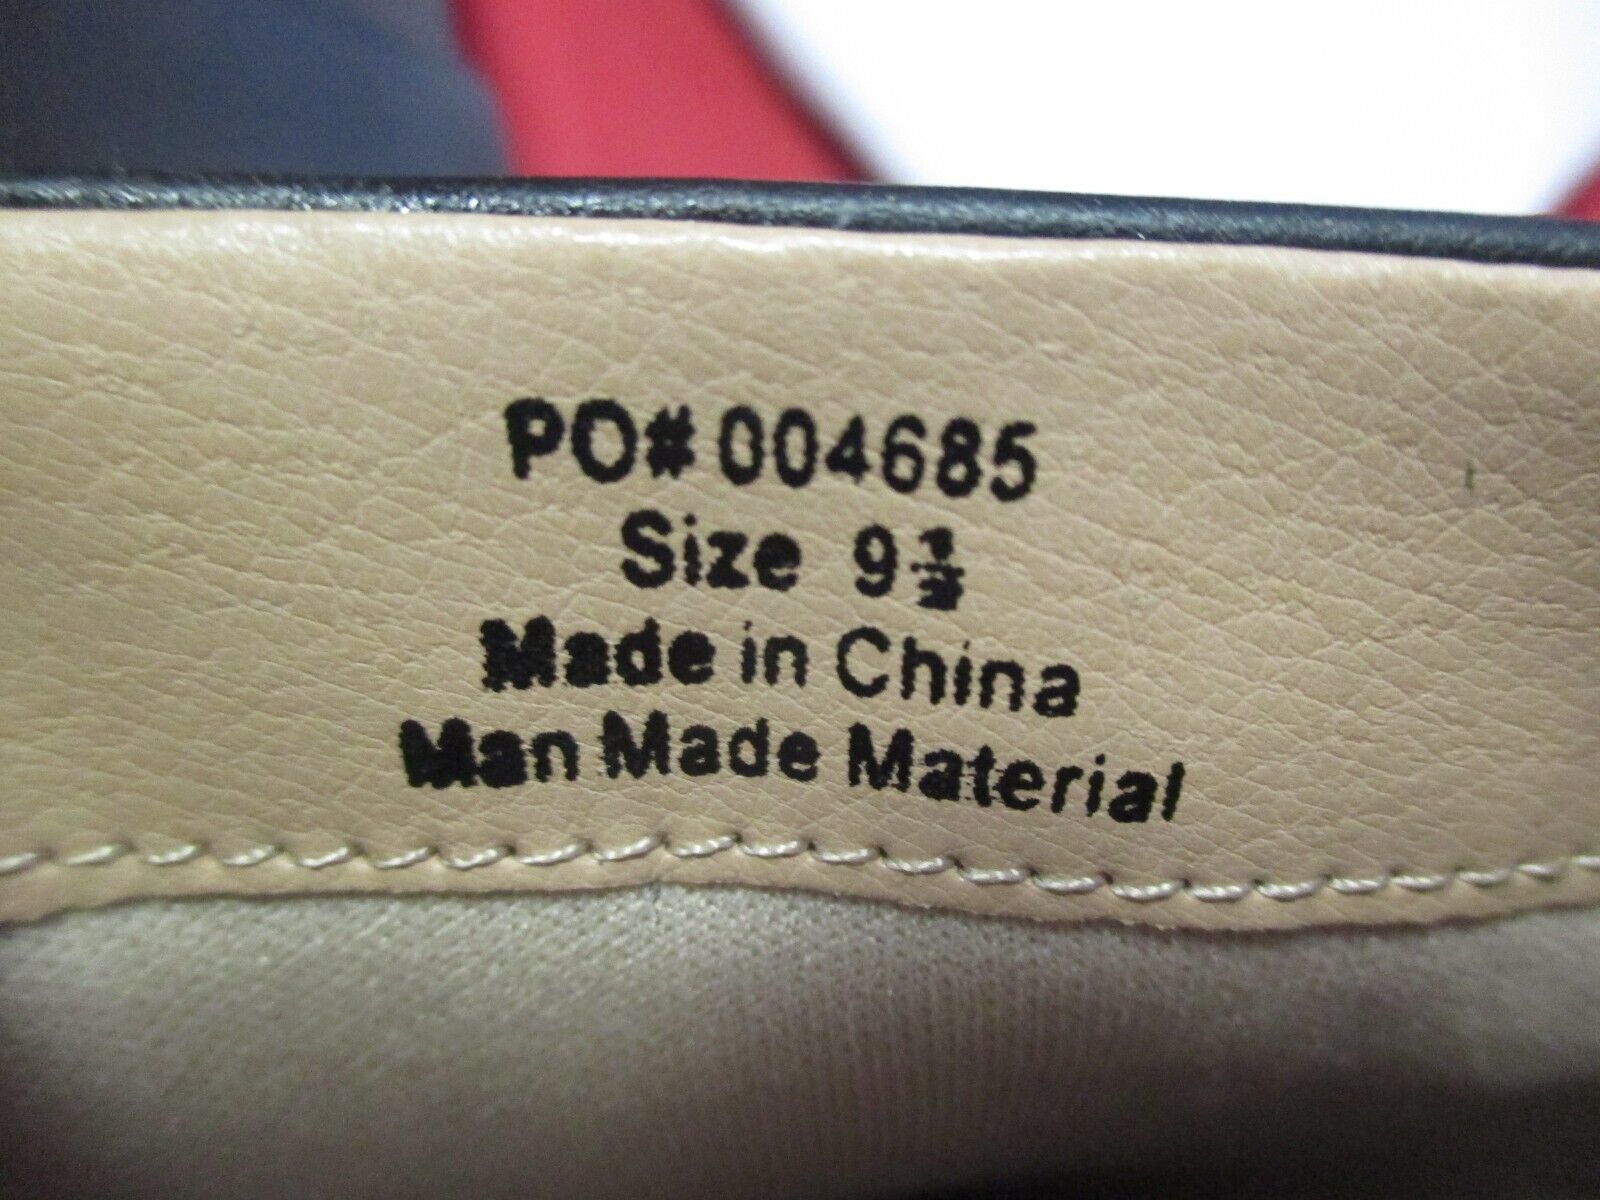 PO# 004685
Size 9½
Made in China
Man Made Material